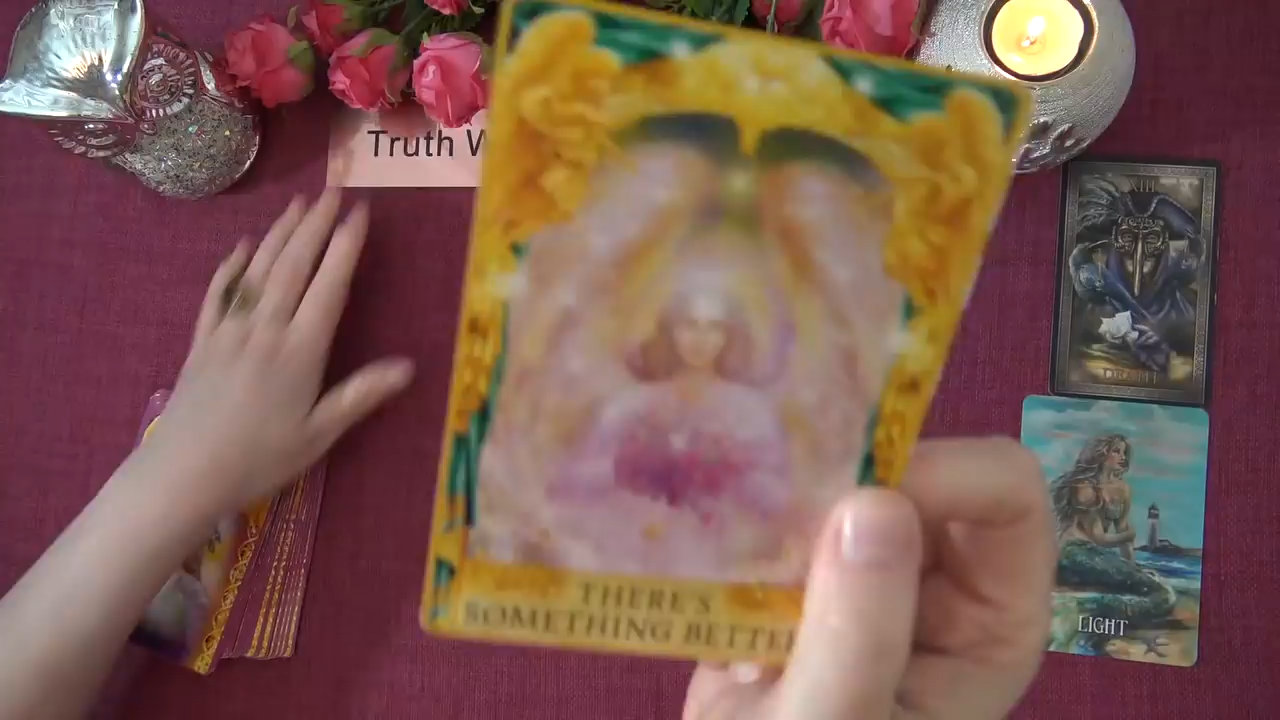 Truth W
XIII
DEATH
THERE'S
SOMETHING BETTER
LIGHT